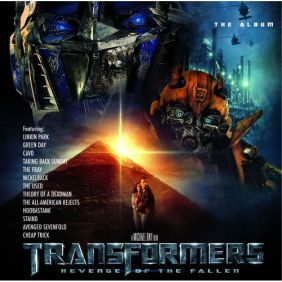 THE ALBUM
Featuring:
LINKIN PARK
GREEN DAY
CAVO
TAKING BACK SUNDAY
THE FRAY
NICKELBACK
THE USED
THEORY OF A DEADMAN
THE ALL-AMERICAN REJECTS
HOOBASTANK
STAIND
AVENGED SEVENFOLD
CHEAP TRICK
A MICHAEL BAY FILM
TRANSFORMERS
REVENGE OF THE FALLEN